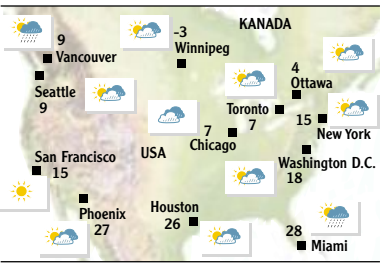 KANADA
9
Vancouver
-3
Winnipeg
Seattle
9
4
Ottawa
Toronto
7
15
New York
7
Chicago
USA
San Francisco
15
Washington D.C.
18
Phoenix
27
Houston
26
28
Miami